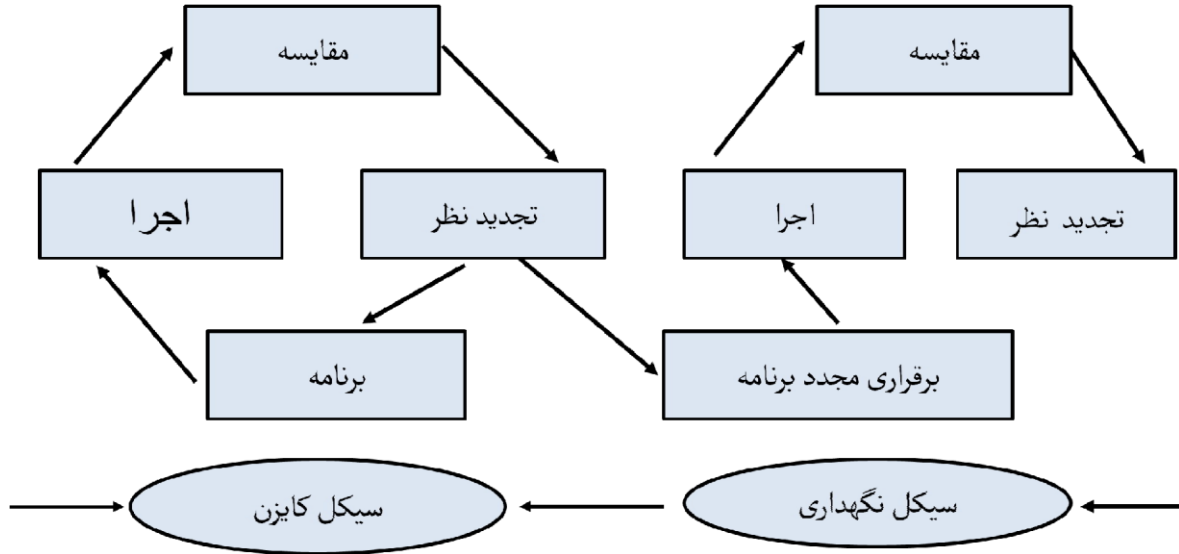 مقایسه
مقایسه
تجدید نظر
اجرا
تجدید نظر
اجرا
برقراری مجدد برنامه
برنامه
سیکل نگهداری
سیکل کایزن